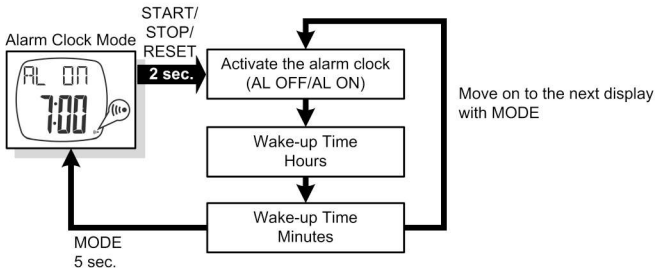 START/
STOP/
RESET
Alarm Clock Mode
AL ON
7:00
2 sec.
Activate the alarm clock
(AL OFF/AL ON)
Move on to the next display
with MODE
Wake-up Time
Hours
Wake-up Time
Minutes
MODE
5 sec.